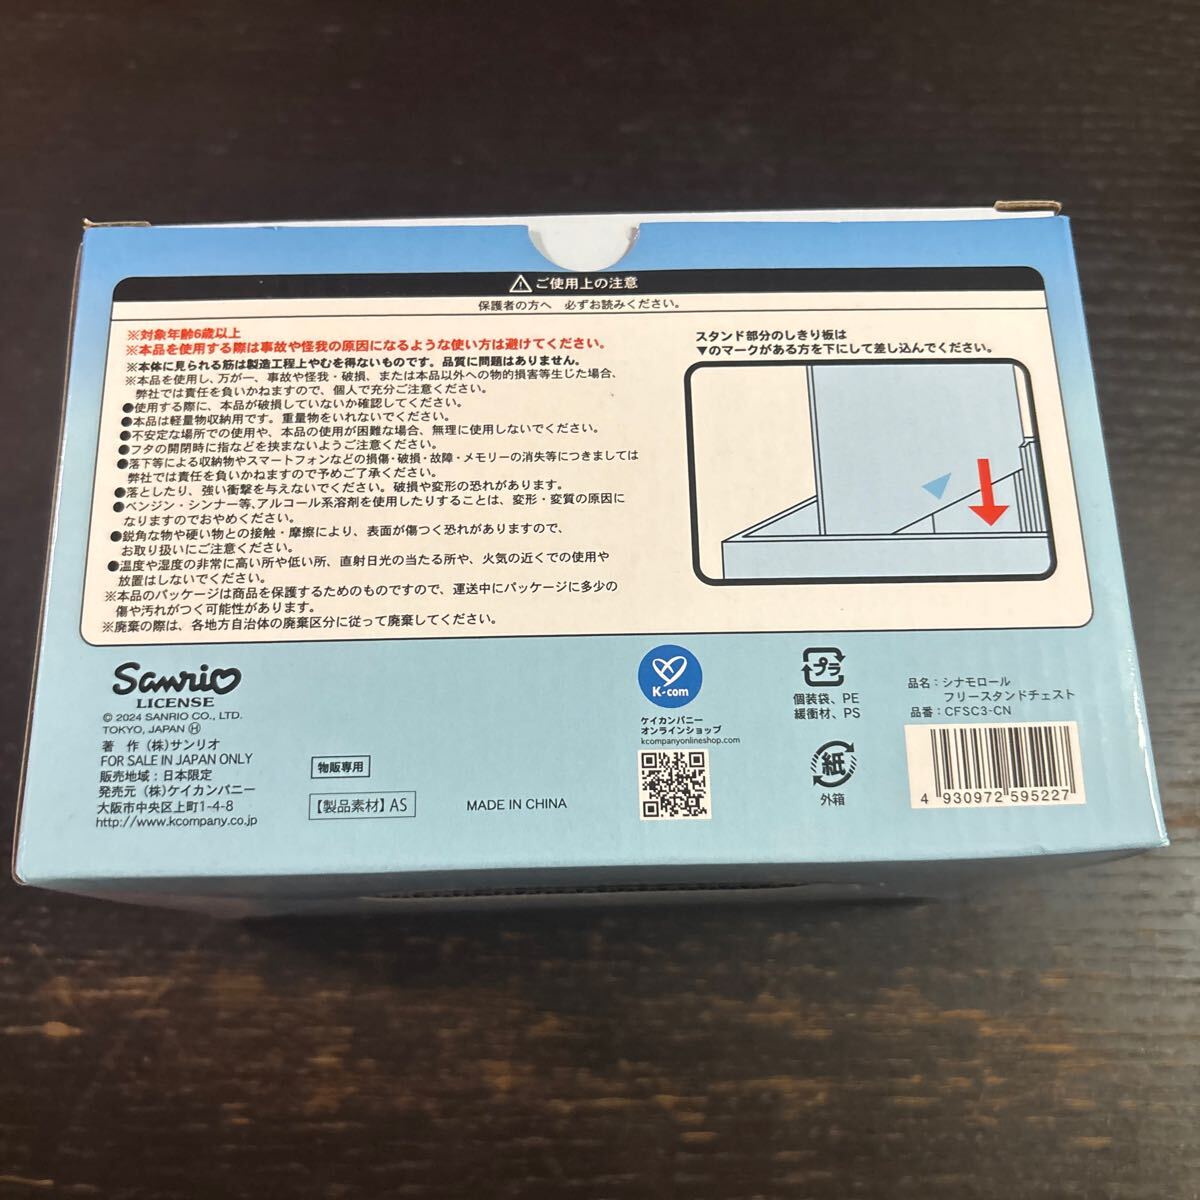 ⚠ご使用上の注意
保護者の方へ 必ずお読みください。
※対象年齢6歳以上
※本品を使用する際は事故や怪我の原因になるような使い方は避けてください。
※本体に見られる筋は製造工程上やむを得ないものです。品質に問題はありません。
※本品を使用し、万が一、事故や怪我・破損、または本品以外への物的損害等生じた場合、
弊社では責任を負いかねますので、個人で充分ご注意ください。
●使用する際に、本品が破損していないか確認してください。
●本品は軽量物収納用です。重量物をいれないでください。
●不安定な場所での使用や、本品の使用が困難な場合、無理に使用しないでください。
●フタの開閉時に指などを挟まないようご注意ください。
●落下等による収納物やスマートフォンなどの損傷・破損・故障・メモリーの消失等につきましては
弊社では責任を負いかねますので予めご了承ください。
●落としたり、強い衝撃を与えないでください。破損や変形の恐れがあります。
●ベンジン・シンナー等、アルコール系溶剤を使用したりすることは、変形・変質の原因に
なりますのでおやめください。
●鋭角な物や硬い物との接触・摩擦により、表面が傷つく恐れがありますので、
お取り扱いにご注意ください。
●温度や湿度の非常に高い所や低い所、直射日光の当たる所や、火気の近くでの使用や
放置はしないでください。
※本品のパッケージは商品を保護するためのものですので、運送中にパッケージに多少の
傷や汚れがつく可能性があります。
※廃棄の際は、各地方自治体の廃棄区分に従って廃棄してください。
スタンド部分のしきり板は
▼のマークがある方を下にして差し込んでください。
Sanrio
LICENSE
© 2024 SANRIO CO., LTD.
TOKYO, JAPAN Ⓗ
著 作 (株)サンリオ
FOR SALE IN JAPAN ONLY
販売地域：日本限定
発売元 (株)ケイカンパニー
大阪市中央区上町1-4-8
http://www.kcompany.co.jp
物販専用
【製品素材】AS
MADE IN CHINA
K-com
ケイカンパニー
オンラインショップ
kcompanyonlineshop.com
プラ
個装袋、PE
緩衝材、PS
紙
外箱
品名：シナモロール
フリースタンドチェスト
品番：CFSC3-CN
4 930972 595227